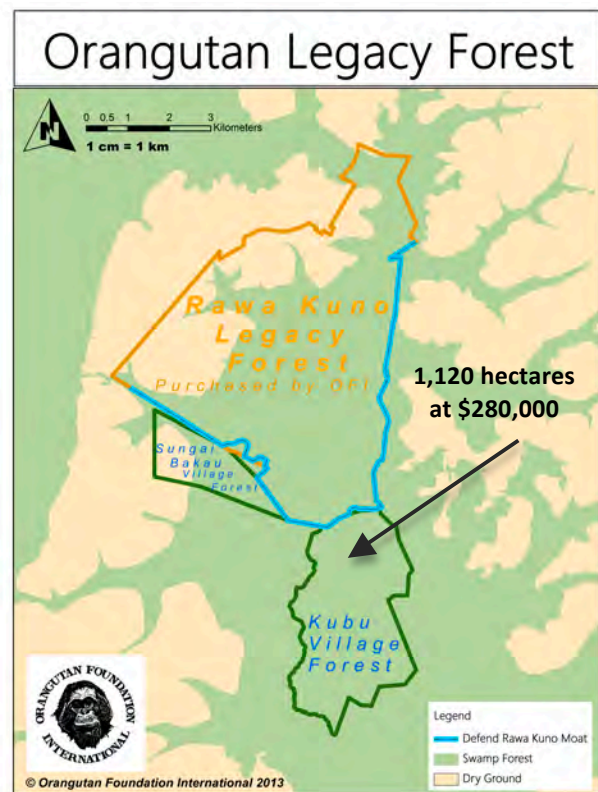 Orangutan Legacy Forest
N
0 0.5 1 2 3
Kilometers
1 cm = 1 km
Rawa Kuno
Legacy
Forest
Purchased by OFI
1,120 hectares
at $280,000
Sungai
Bakau
Village
Forest
Kubu
Village
Forest
ORANGUTAN FOUNDATION
INTERNATIONAL
Legend
Defend Rawa Kuno Moat
Swamp Forest
Dry Ground
© Orangutan Foundation International 2013